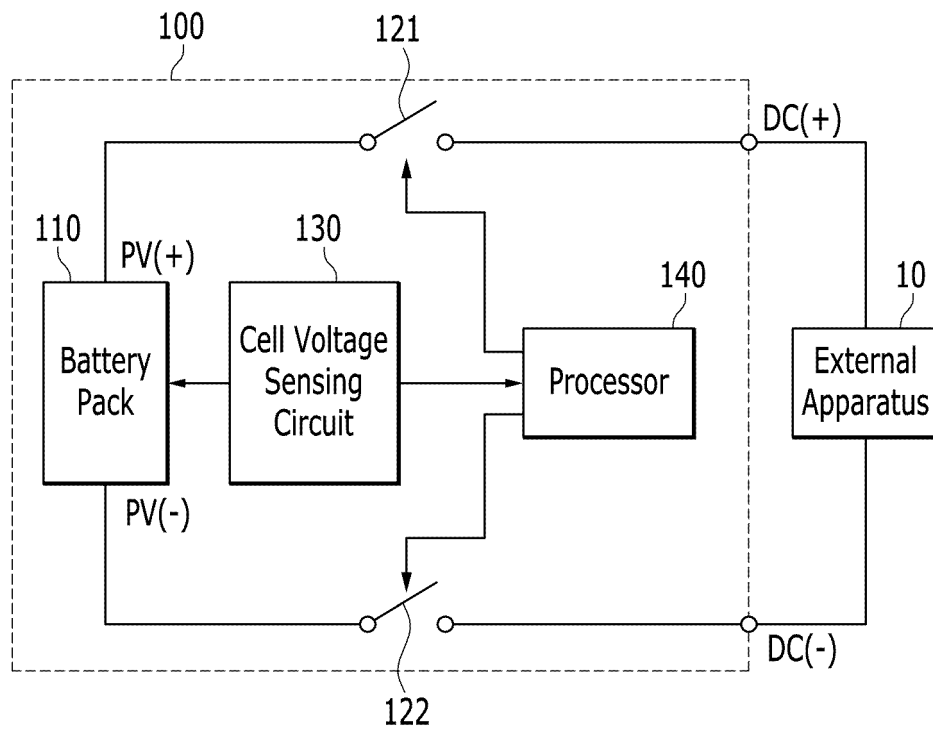 100
121
DC(+)
110
PV(+)
130
140
10
Battery
Pack
Cell Voltage
Sensing
Circuit
Processor
External
Apparatus
PV(-)
DC(-)
122